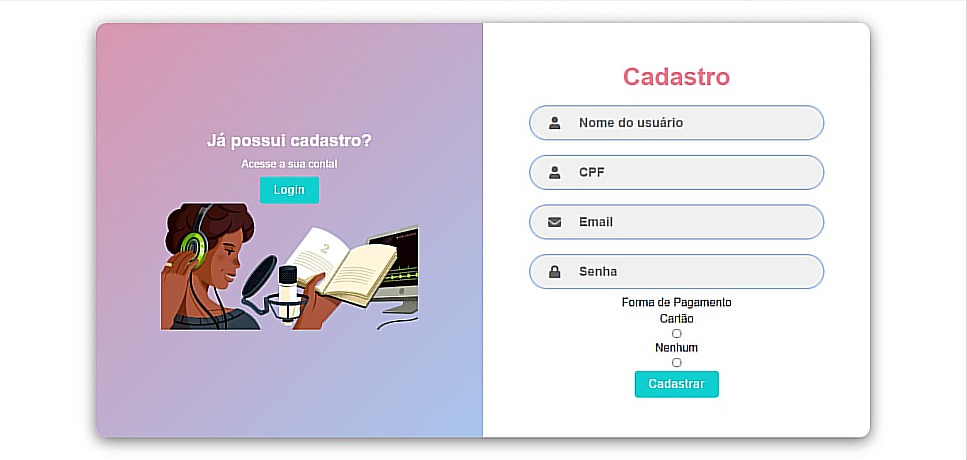 Já possui cadastro?
Acesse a sua conta!
Login
2
Cadastro
Nome do usuário
CPF
Email
Senha
Forma de Pagamento
Cartão
Nenhum
Cadastrar